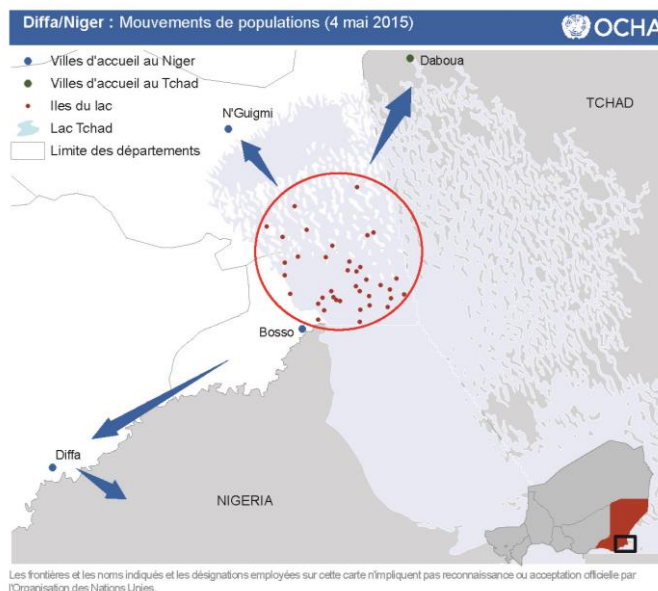 Diffa/Niger : Mouvements de populations (4 mai 2015)
OCHA
Villes d'accueil au Niger
Villes d'accueil au Tchad
Iles du lac
Lac Tchad
Limite des départements
Daboua
TCHAD
N'Guigmi
Bosso
Diffa
NIGERIA
Les frontières et les noms indiqués et les désignations employées sur cette carte n'impliquent pas reconnaissance ou acceptation officielle par
l'Organisation des Nations Unies.